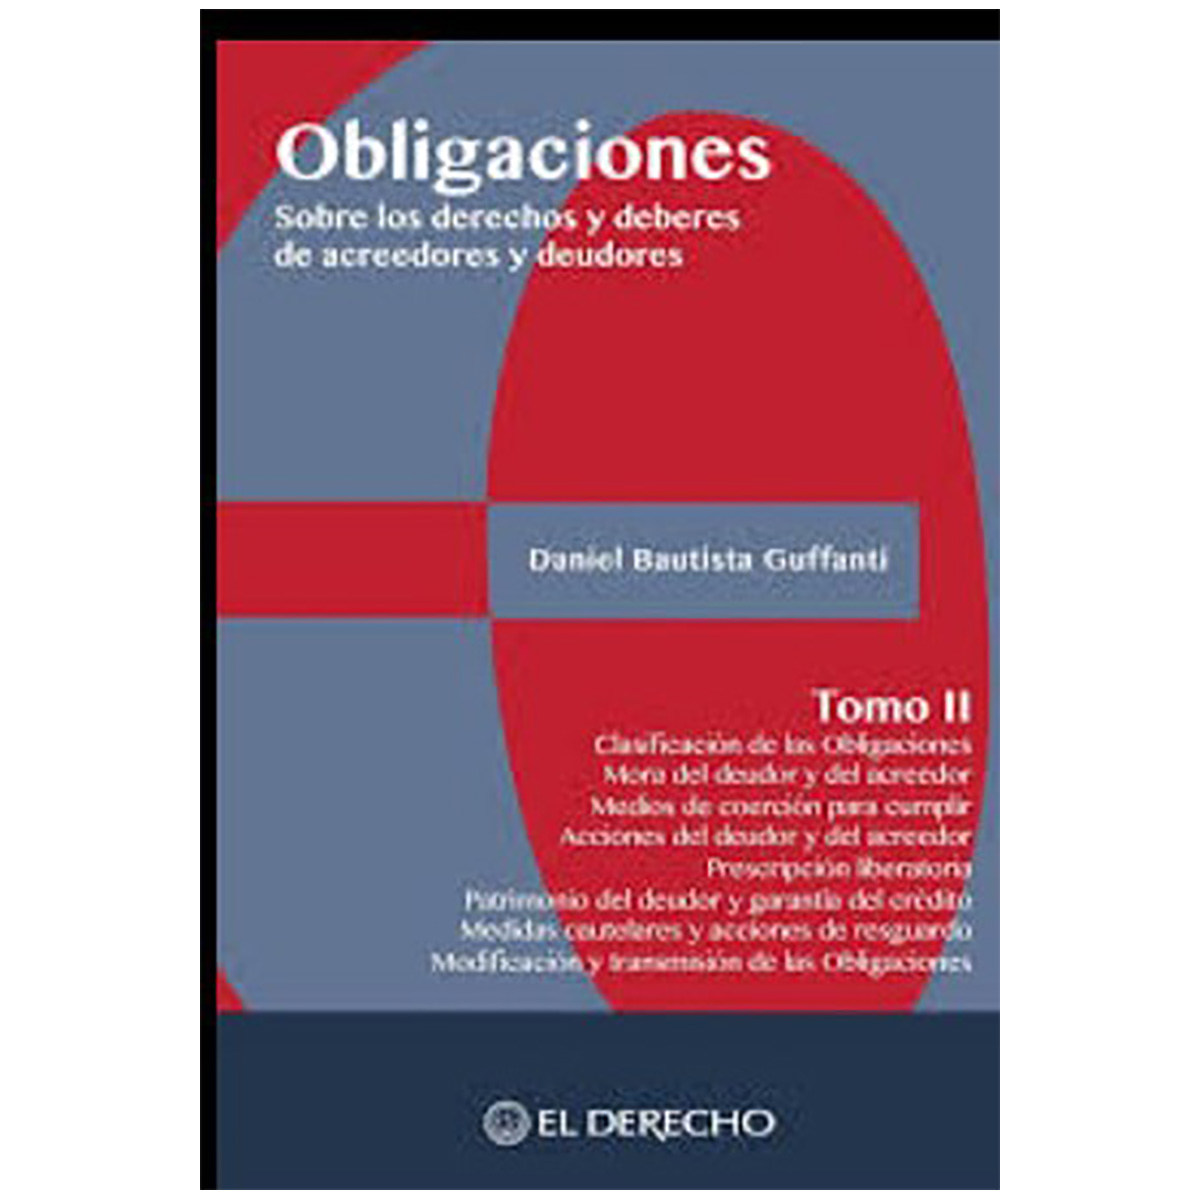 Obligaciones
Sobre los derechos y deberes
de acreedores y deudores
Daniel Bautista Guffanti
Tomo II
Clasificación de las Obligaciones
Mora del deudor y del acreedor
Medios de coerción para cumplir
Acciones del deudor y del acreedor
Prescripción liberatoria
Patrimonio del deudor y garantía del crédito
Medidas cautelares y acciones de resguardo
Modificación y transmisión de las Obligaciones
EL DERECHO